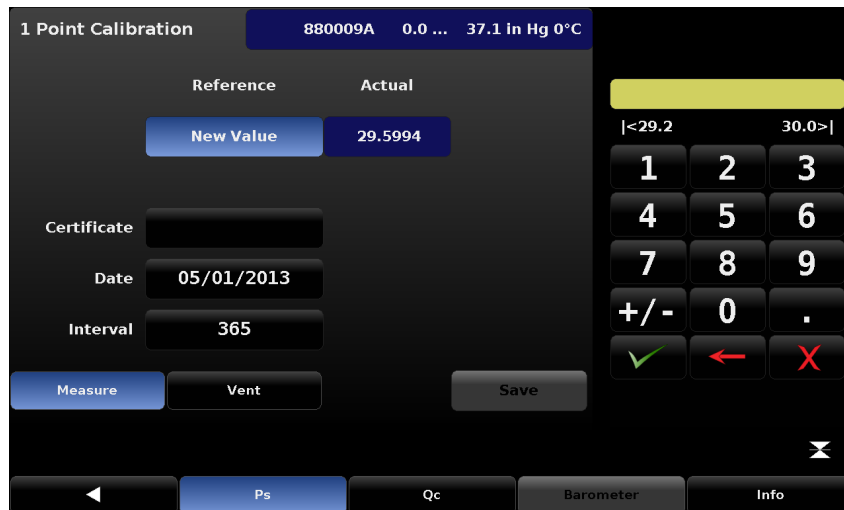 1 Point Calibration 880009A 0.0 ... 37.1 in Hg 0°C
Reference Actual
New Value 29.5994
|<29.2 30.0>|
1 2 3
4 5 6
7 8 9
+/- 0 .
X
Certificate
Date 05/01/2013
Interval 365
Measure Vent Save
Ps Qc Barometer Info